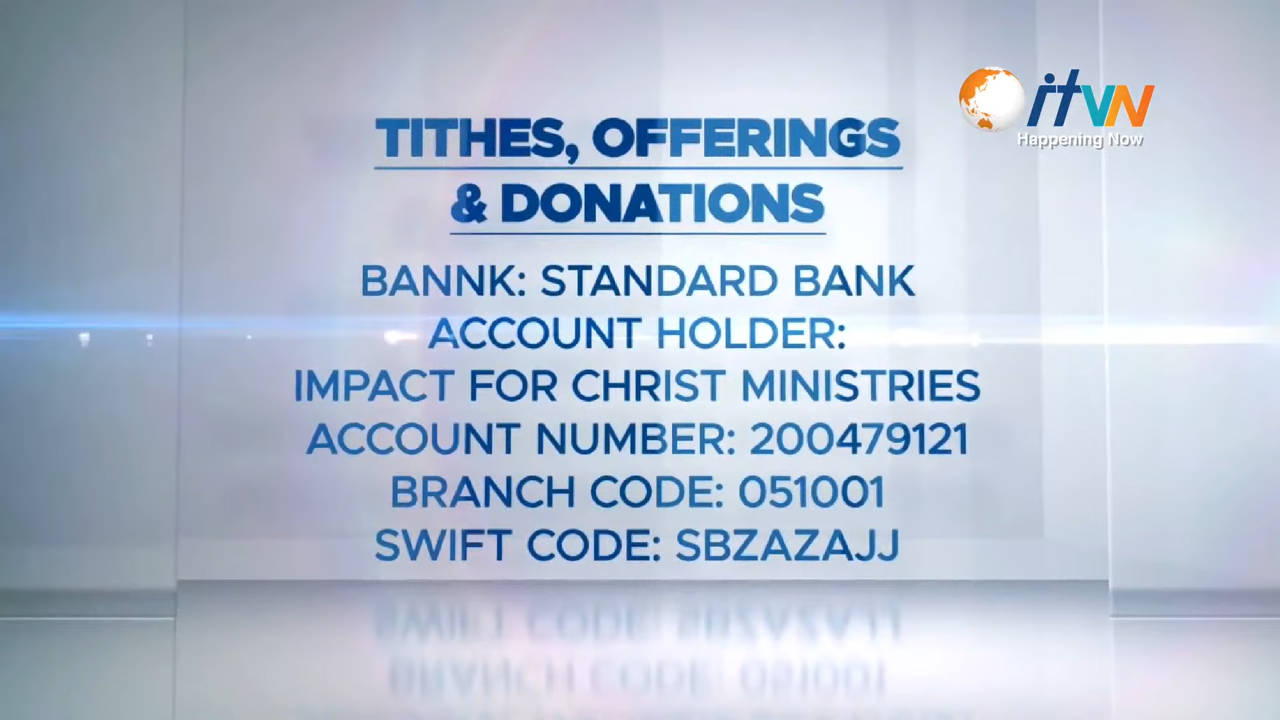 itvn
Happening Now
TITHES, OFFERINGS
& DONATIONS
BANNK: STANDARD BANK
ACCOUNT HOLDER:
IMPACT FOR CHRIST MINISTRIES
ACCOUNT NUMBER: 200479121
BRANCH CODE: 051001
SWIFT CODE: SBZAZAJJ